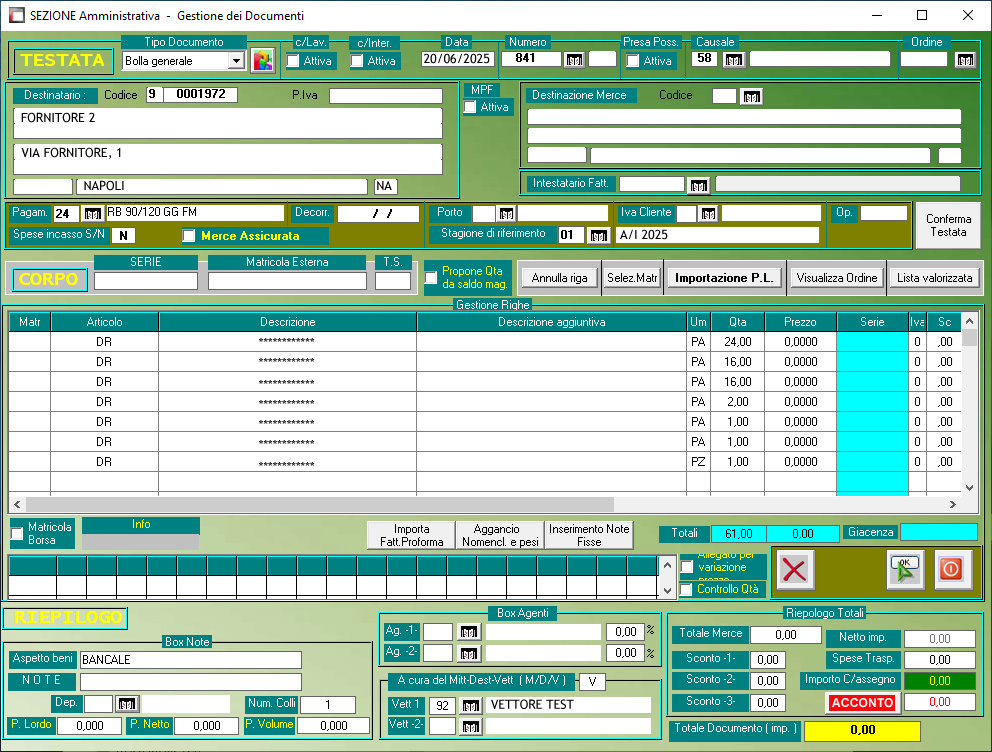 SEZIONE Amministrativa - Gestione dei Documenti
TESTATA
Tipo Documento
Bolla generale
c/Lav.
Attiva
c/Inter.
Attiva
Data
20/06/2025
Numero
841
Presa Poss.
Attiva
Causale
58
Ordine
Destinatario :
Codice
9
0001972
P.Iva
FORNITORE 2
VIA FORNITORE, 1
NAPOLI
NA
MPF
Attiva
Destinazione Merce
Codice
Intestatario Fatt.
Pagam.
24
RB 90/120 GG FM
Decorr.
/ /
Porto
Iva Cliente
Op.
Spese incasso S/N
N
Merce Assicurata
Stagione di riferimento
01
A/I 2025
Conferma
Testata
CORPO
SERIE
Matricola Esterna
T.S.
Propone Qta
da saldo mag.
Annulla riga
Selez.Matr
Importazione P.L.
Visualizza Ordine
Lista valorizzata
Gestione Righe
Matr Articolo Descrizione Descrizione aggiuntiva Um Qta Prezzo Serie Iva Sc
DR ************ PA 24,00 0,0000 0 ,00
DR ************ PA 16,00 0,0000 0 ,00
DR ************ PA 16,00 0,0000 0 ,00
DR ************ PA 2,00 0,0000 0 ,00
DR ************ PA 1,00 0,0000 0 ,00
DR ************ PA 1,00 0,0000 0 ,00
DR ************ PZ 1,00 0,0000 0 ,00
Matricola
Borsa
Info
Importa
Fatt.Proforma
Aggancio
Nomencl. e pesi
Inserimento Note
Fisse
Totali
61,00
0,00
Giacenza
Allegato per
variazione
prezzo
Controllo Qtà
OK
RIEPILOGO
Box Note
Aspetto beni
BANCALE
N O T E
Dep.
Num. Colli
1
P. Lordo
0,000
P. Netto
0,000
P. Volume
0,000
Box Agenti
Ag. -1-
0,00 %
Ag. -2-
0,00 %
A cura del Mitt-Dest-Vett ( M/D/V )
V
Vett 1
92
VETTORE TEST
Vett -2-
Riepologo Totali
Totale Merce
0,00
Netto imp.
0,00
Sconto -1-
0,00
Spese Trasp.
0,00
Sconto -2-
0,00
Importo C/assegno
0,00
Sconto -3-
0,00
ACCONTO
0,00
Totale Documento ( imp. )
0,00